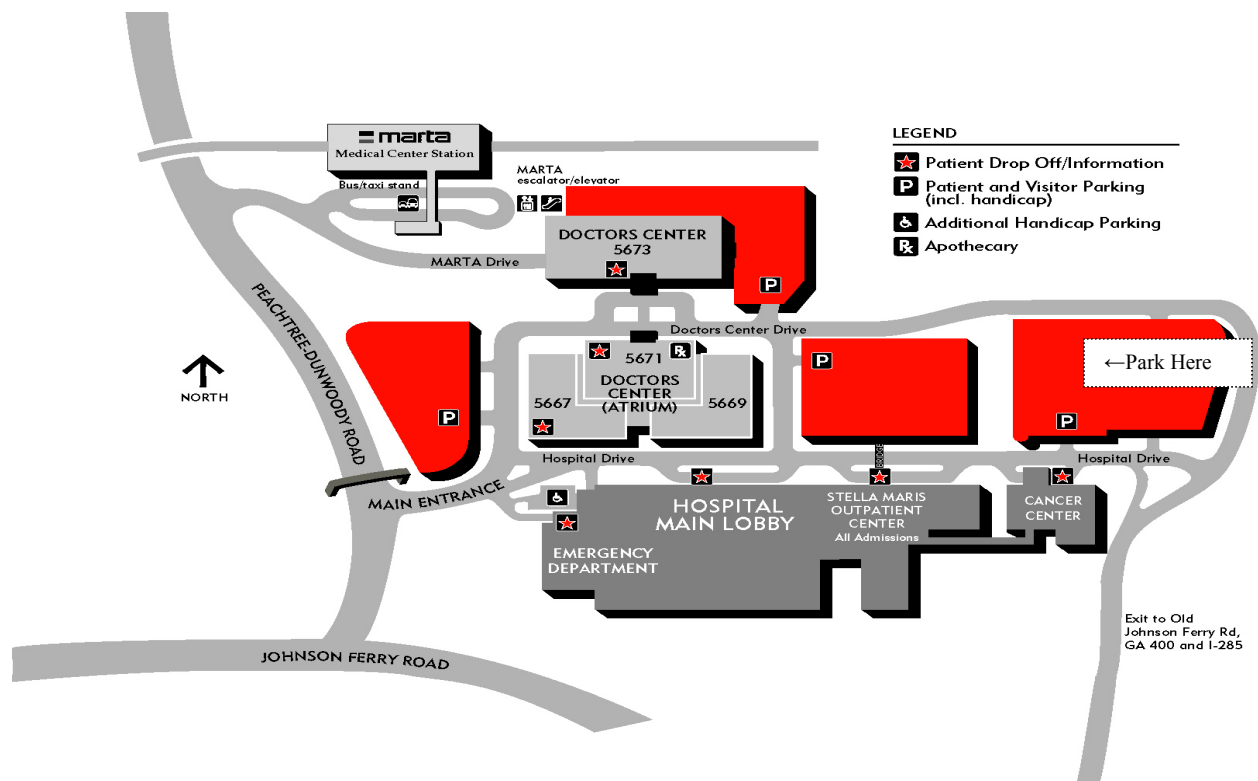 marta
Medical Center Station
Bus/taxi stand
MARTA
escalator/elevator
LEGEND
Patient Drop Off/Information
P
Patient and Visitor Parking
(incl. handicap)
Additional Handicap Parking
Rx
Apothecary
DOCTORS CENTER
5673
MARTA Drive
P
PEACHTREE-DUNWOODY ROAD
NORTH
Doctors Center Drive
5671
Rx
DOCTORS
CENTER
(ATRIUM)
5667
5669
P
P
←Park Here
P
Hospital Drive
BRIDGE
Hospital Drive
MAIN ENTRANCE
HOSPITAL
MAIN LOBBY
STELLA MARIS
OUTPATIENT
CENTER
All Admissions
CANCER
CENTER
EMERGENCY
DEPARTMENT
Exit to Old
Johnson Ferry Rd,
GA 400 and I-285
JOHNSON FERRY ROAD